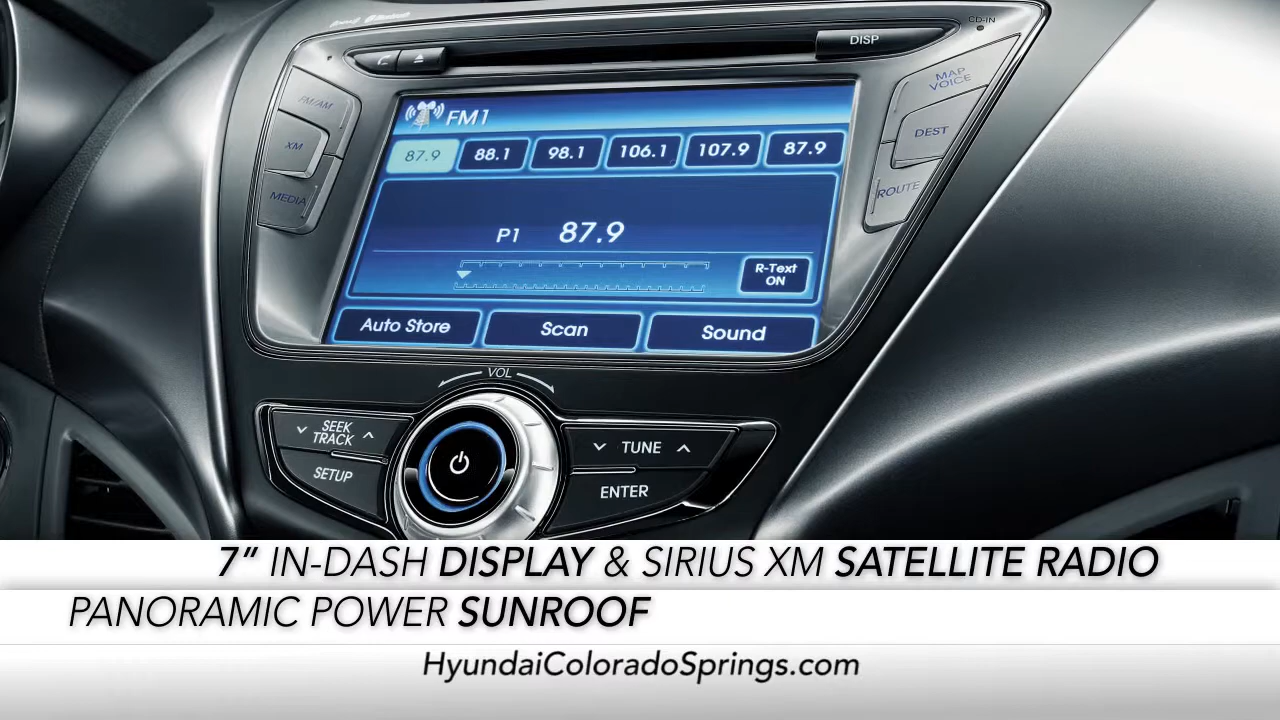 CD-IN
DISP
FM/AM
XM
MEDIA
MAP
VOICE
DEST
ROUTE
FM1
87.9 88.1 98.1 106.1 107.9 87.9
P1 87.9
R-Text
ON
Auto Store Scan Sound
VOL
SEEK
TRACK
SETUP
TUNE
ENTER
7” IN-DASH DISPLAY & SIRIUS XM SATELLITE RADIO
PANORAMIC POWER SUNROOF
HyundaiColoradoSprings.com